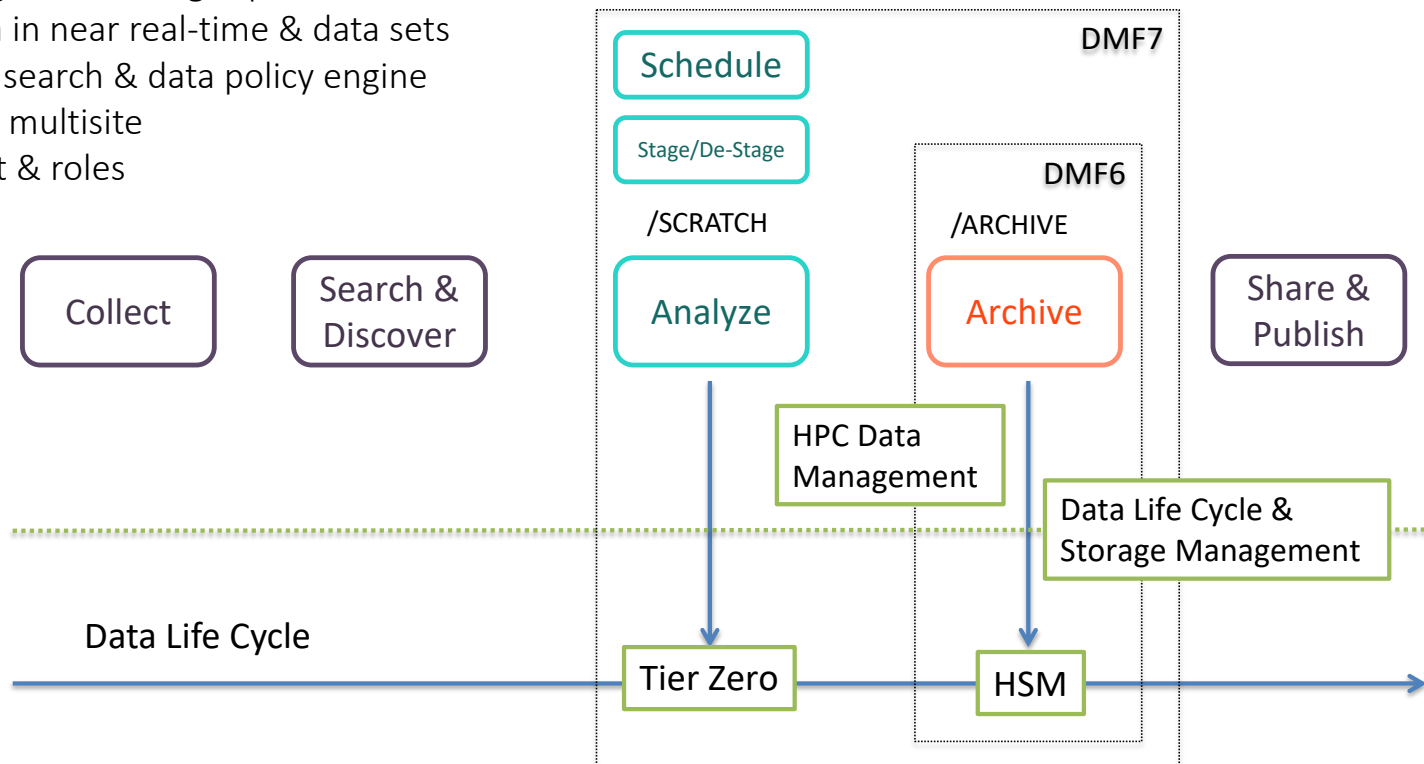 in near real-time & data sets
search & data policy engine
multisite
& roles
DMF7
Schedule
Stage/De-Stage
DMF6
/SCRATCH
/ARCHIVE
Collect
Search &
Discover
Analyze
Archive
Share &
Publish
HPC Data
Management
Data Life Cycle &
Storage Management
Data Life Cycle
Tier Zero
HSM